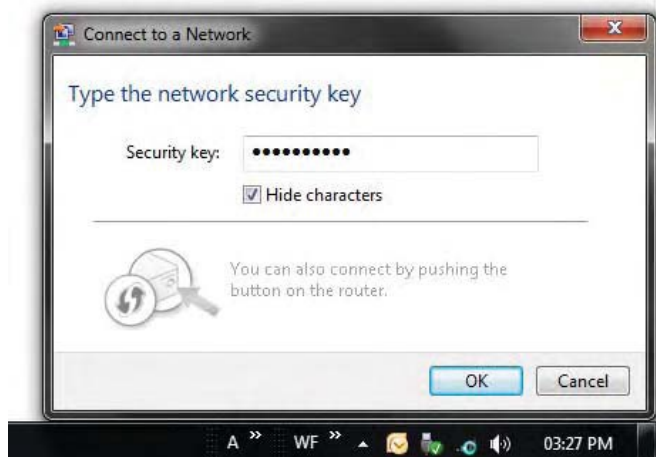 Connect to a Network
Type the network security key
Security key: ••••••••••
Hide characters
You can also connect by pushing the
button on the router.
OK Cancel
A » WF » 03:27 PM